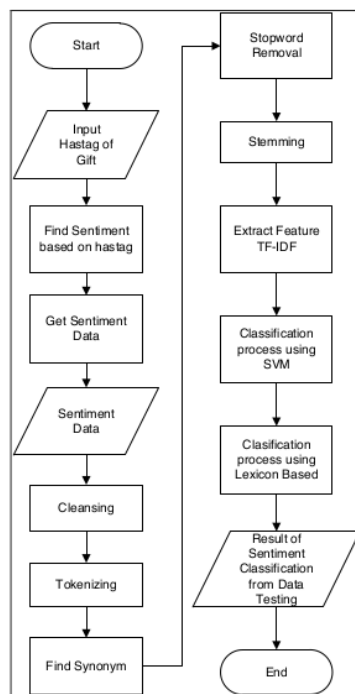 Start
Input
Hastag of
Gift
Find Sentiment
based on hastag
Get Sentiment
Data
Sentiment
Data
Cleansing
Tokenizing
Find Synonym
Stopword
Removal
Stemming
Extract Feature
TF-IDF
Classification
process using
SVM
Clasification
process using
Lexicon Based
Result of
Sentiment
Classification
from Data
Testing
End